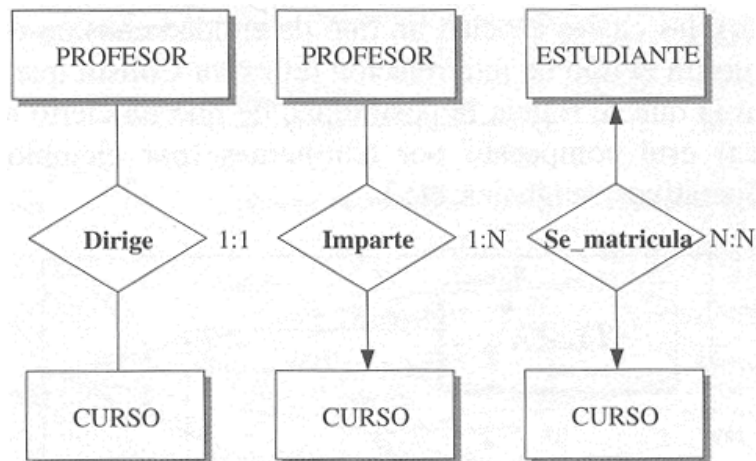 PROFESOR
PROFESOR
ESTUDIANTE
Dirige
1:1
Imparte
1:N
Se_matricula
N:N
CURSO
CURSO
CURSO